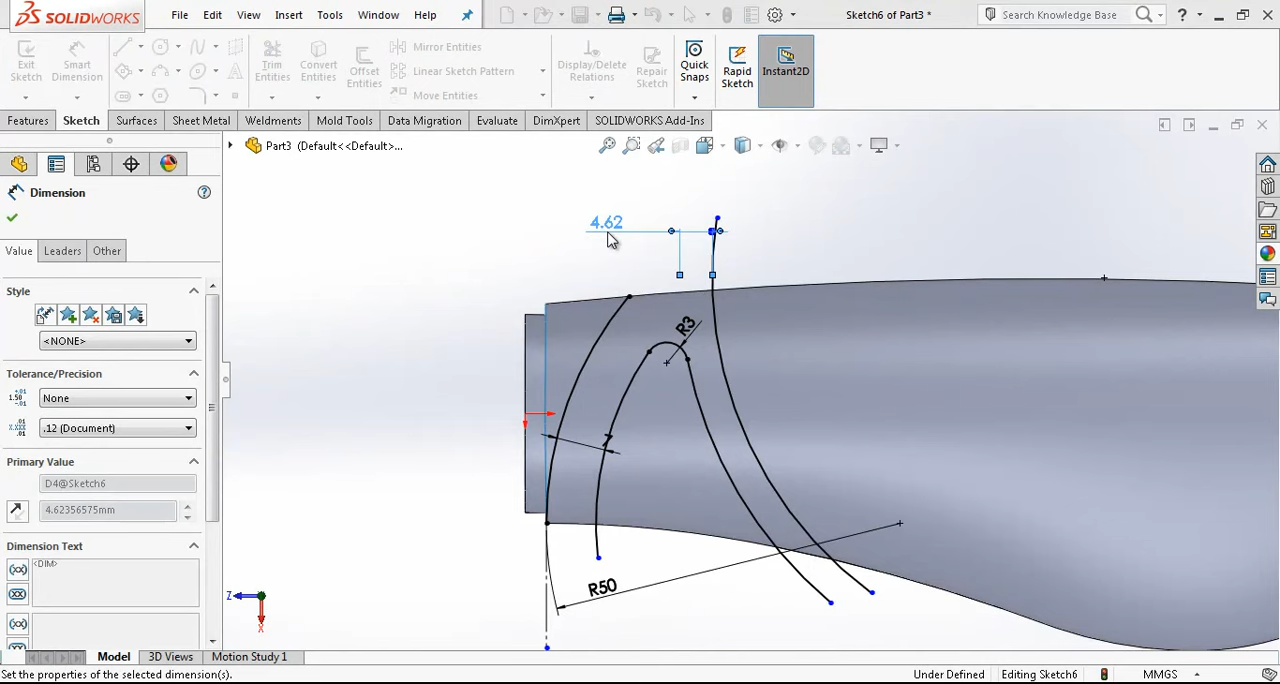 SOLIDWORKS
File Edit View Insert Tools Window Help
Sketch6 of Part3 *
Search Knowledge Base
?
Exit Sketch
Smart Dimension
Trim Entities
Convert Entities
Offset Entities
Mirror Entities
Linear Sketch Pattern
Move Entities
Display/Delete Relations
Repair Sketch
Quick Snaps
Rapid Sketch
Instant2D
Features Sketch Surfaces Sheet Metal Weldments Mold Tools Data Migration Evaluate DimXpert SOLIDWORKS Add-Ins
Part3 (Default<<Default>...
Dimension
Value Leaders Other
Style
<NONE>
Tolerance/Precision
None
.12 (Document)
Primary Value
D4@Sketch6
4.62356575mm
Dimension Text
<DIM>
4.62
R3
7
R50
Z
X
Model 3D Views Motion Study 1
Set the properties of the selected dimension(s).
Under Defined
Editing Sketch6
MMGS